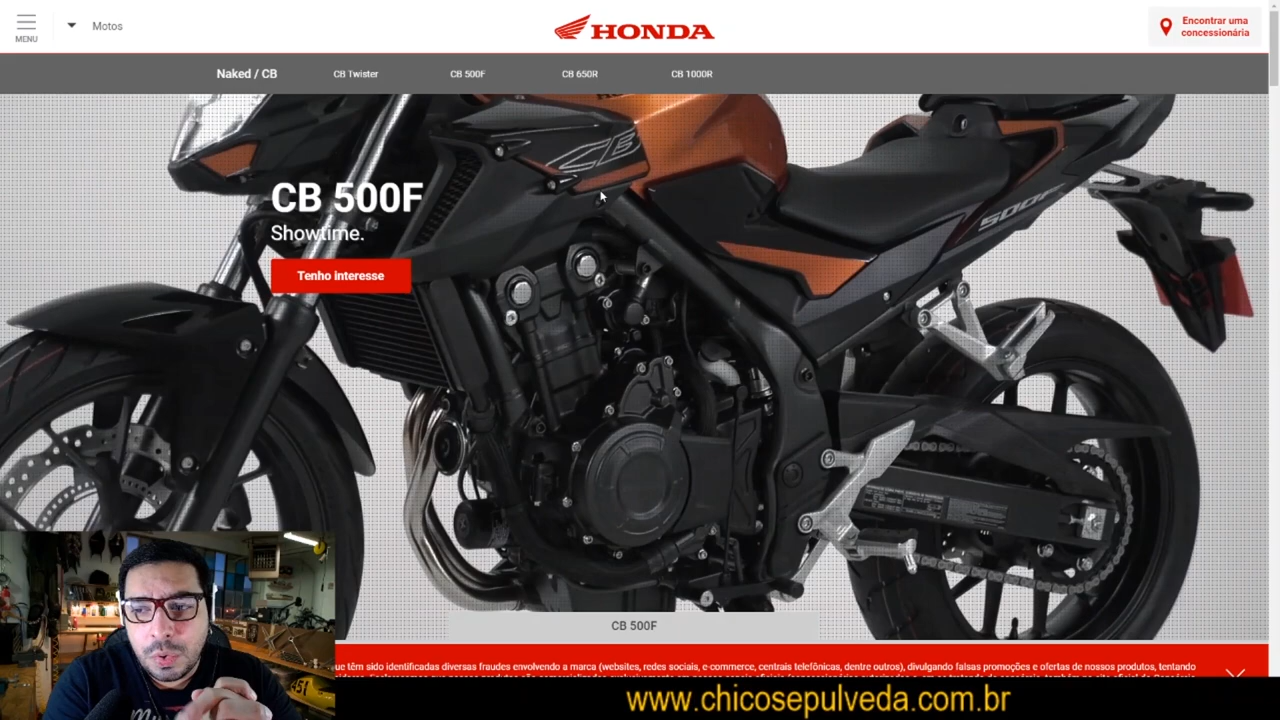 MENU
Motos
HONDA
Encontrar uma
concessionária
Naked / CB
CB Twister
CB 500F
CB 650R
CB 1000R
CB
500F
CB 500F
Showtime.
Tenho interesse
CB 500F
ue têm sido identificadas diversas fraudes envolvendo a marca (websites, redes sociais, e-commerce, centrais telefônicas, dentre outros), divulgando falsas promoções e ofertas de nossos produtos, tentando
51
www.chicosepulveda.com.br